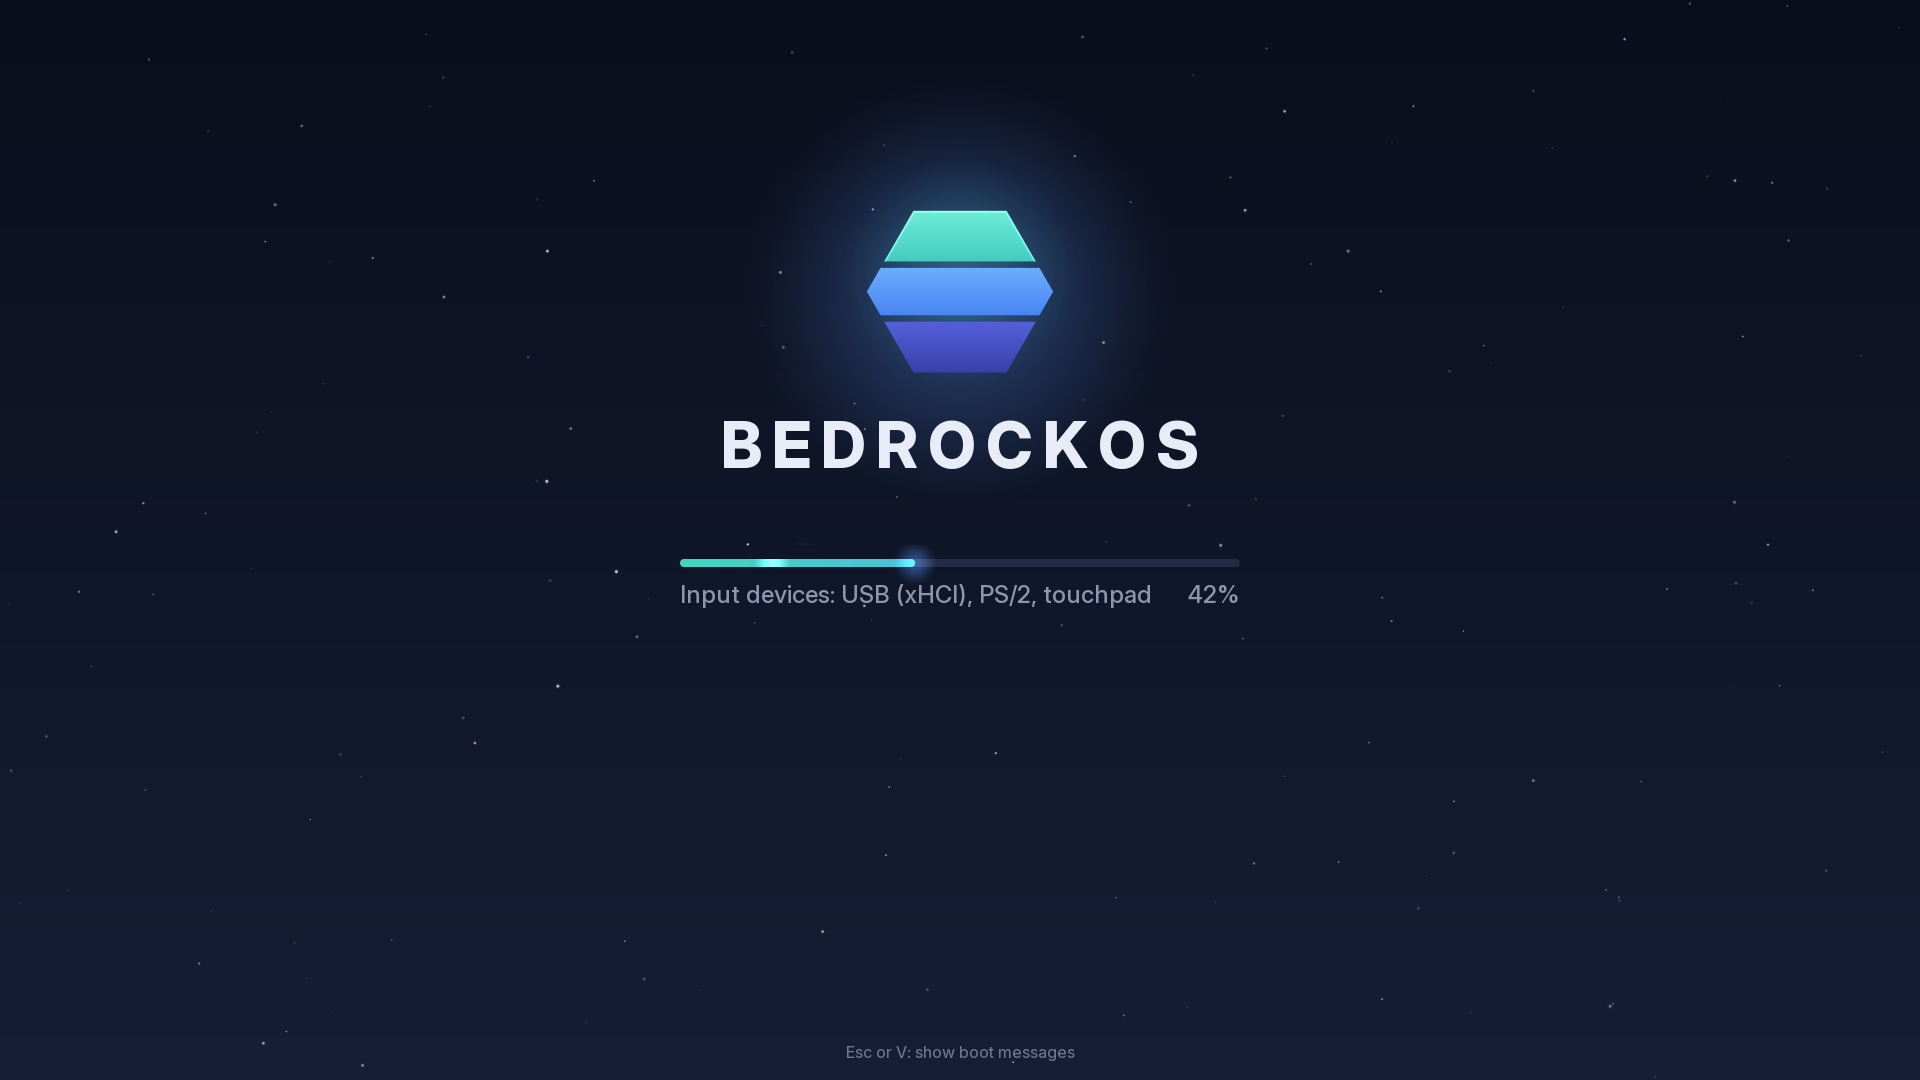 BEDROCKOS
Input devices: USB (xHCI), PS/2, touchpad 42%
Esc or V: show boot messages